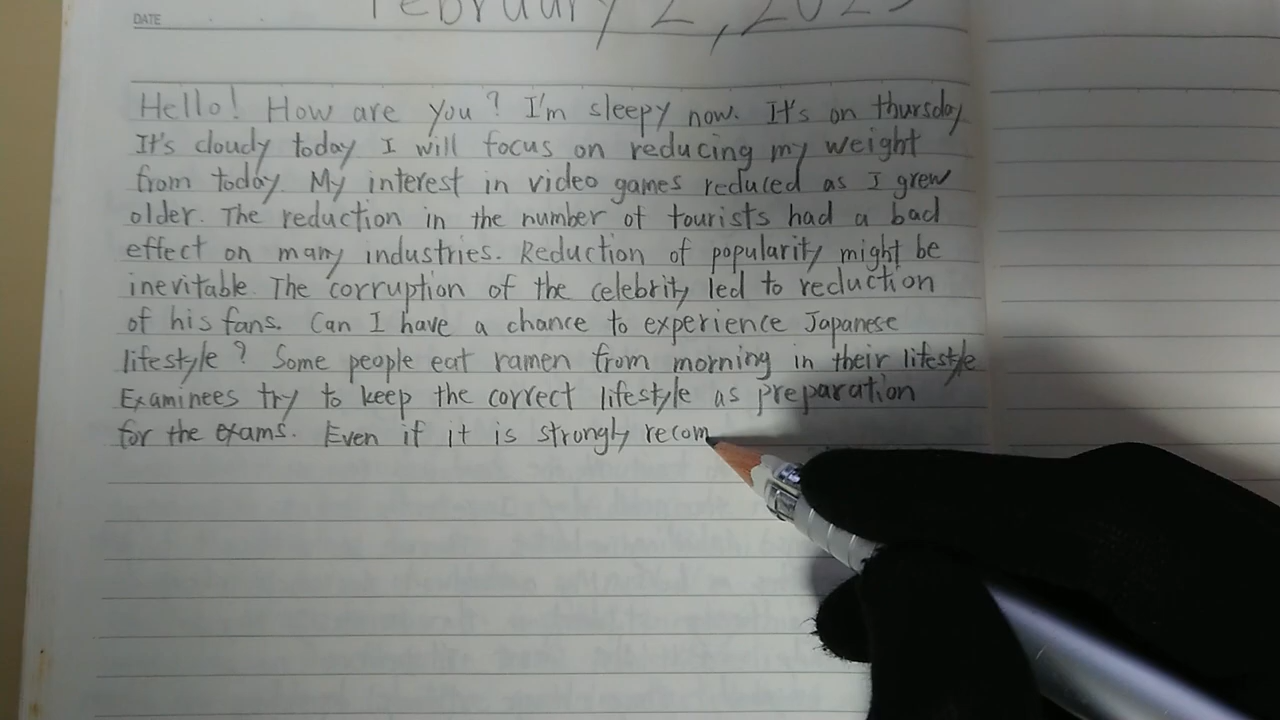 DATE
February 2, 2023
Hello! How are you? I'm sleepy now. It's on thursday
It's cloudy today I will focus on reducing my weight
from today. My interest in video games reduced as I grew
older. The reduction in the number of tourists had a bad
effect on many industries. Reduction of popularity might be
inevitable. The corruption of the celebrity led to reduction
of his fans. Can I have a chance to experience Japanese
lifestyle? Some people eat ramen from morning in their lifestyle
Examinees try to keep the correct lifestyle as preparation
for the exams. Even if it is strongly recom